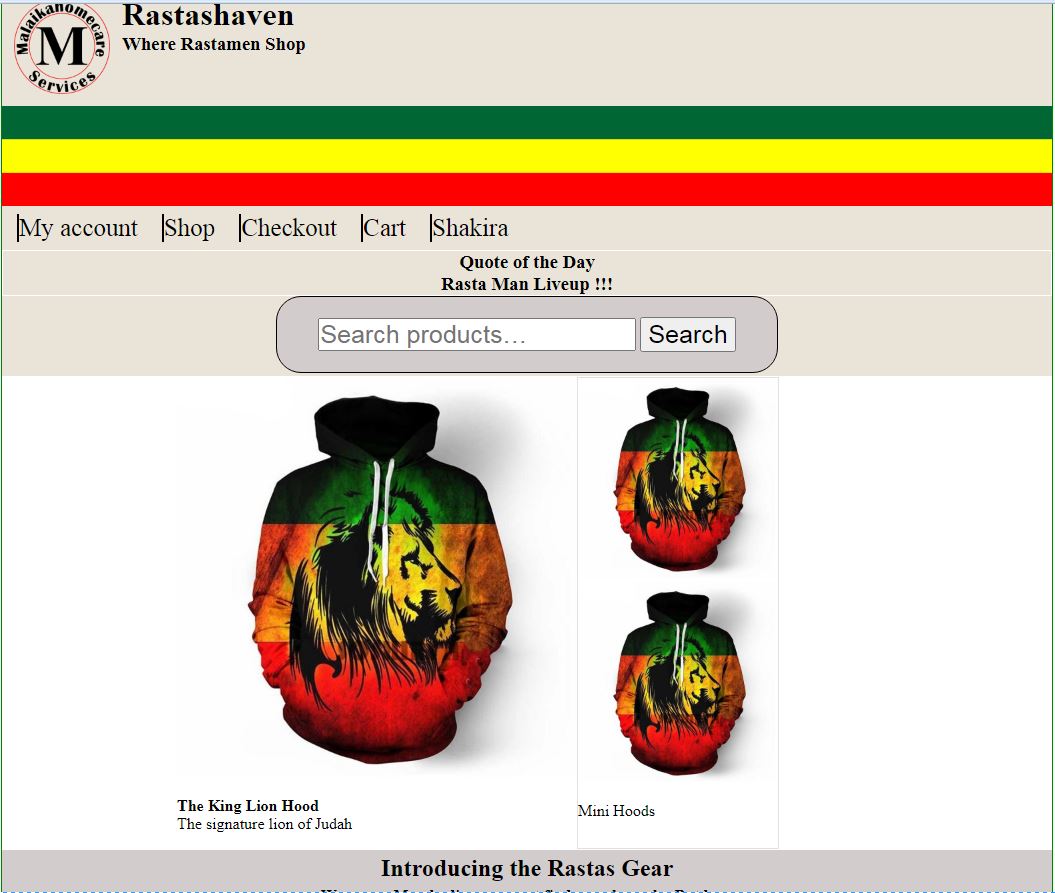 Malaikanomecare
M
Services
Rastashaven
Where Rastamen Shop
My account
Shop
Checkout
Cart
Shakira
Quote of the Day
Rasta Man Liveup !!!
Search products…
Search
The King Lion Hood
The signature lion of Judah
Mini Hoods
Introducing the Rastas Gear